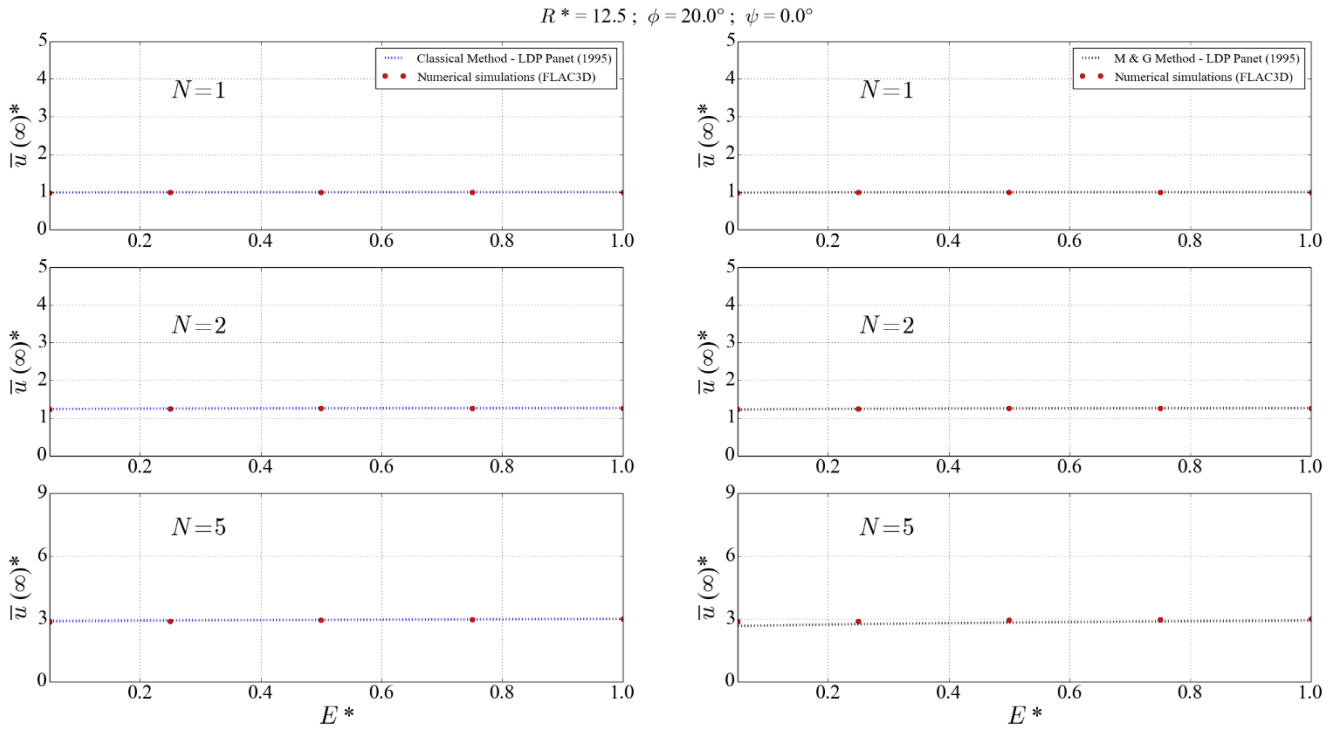 R* = 12.5 ; ϕ = 20.0° ; ψ = 0.0°
5
4
3
2
1
0
u̅(∞)*
N=1
Classical Method - LDP Panet (1995)
Numerical simulations (FLAC3D)
0.2 0.4 0.6 0.8 1.0
5
4
3
2
1
0
u̅(∞)*
N=1
M & G Method - LDP Panet (1995)
Numerical simulations (FLAC3D)
0.2 0.4 0.6 0.8 1.0
5
4
3
2
1
0
u̅(∞)*
N=2
0.2 0.4 0.6 0.8 1.0
5
4
3
2
1
0
u̅(∞)*
N=2
0.2 0.4 0.6 0.8 1.0
9
6
3
0
u̅(∞)*
N=5
0.2 0.4 0.6 0.8 1.0
E*
9
6
3
0
u̅(∞)*
N=5
0.2 0.4 0.6 0.8 1.0
E*